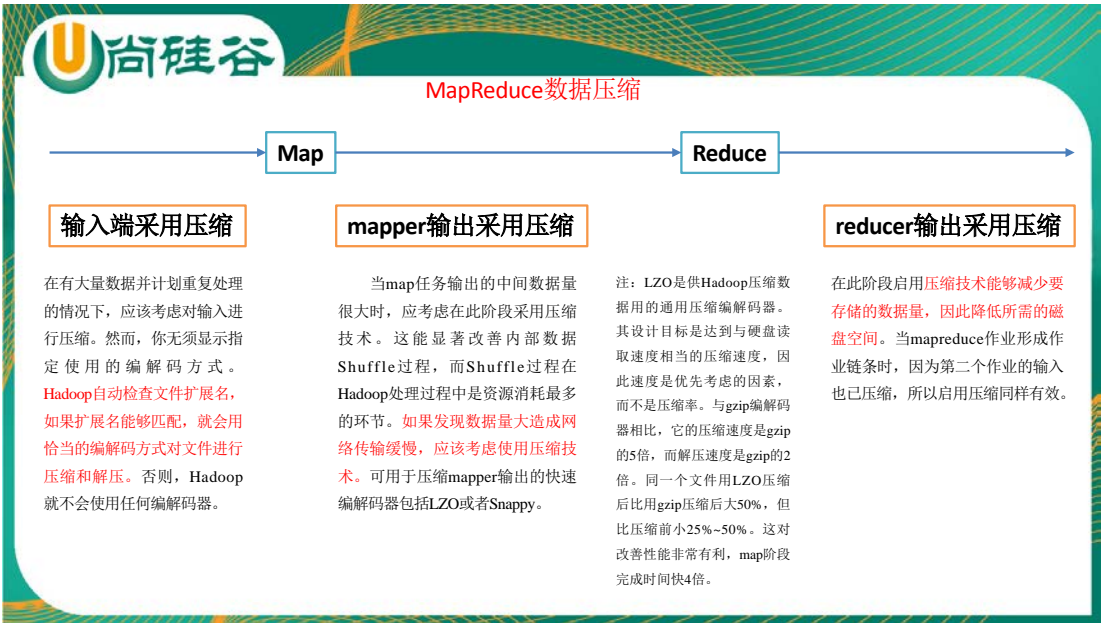 尚硅谷
MapReduce数据压缩
Map
Reduce
输入端采用压缩
在有大量数据并计划重复处理
的情况下，应该考虑对输入进
行压缩。然而，你无须显示指
定使用的编解码方式。
Hadoop自动检查文件扩展名，
如果扩展名能够匹配，就会用
恰当的编解码方式对文件进行
压缩和解压。否则，Hadoop
就不会使用任何编解码器。
mapper输出采用压缩
当map任务输出的中间数据量
很大时，应考虑在此阶段采用压缩
技术。这能显著改善内部数据
Shuffle过程，而Shuffle过程在
Hadoop处理过程中是资源消耗最多
的环节。如果发现数据量大造成网
络传输缓慢，应该考虑使用压缩技
术。可用于压缩mapper输出的快速
编解码器包括LZO或者Snappy。
注：LZO是供Hadoop压缩数
据用的通用压缩编解码器。
其设计目标是达到与硬盘读
取速度相当的压缩速度，因
此速度是优先考虑的因素，
而不是压缩率。与gzip编解码
器相比，它的压缩速度是gzip
的5倍，而解压速度是gzip的2
倍。同一个文件用LZO压缩
后比用gzip压缩后大50%，但
比压缩前小25%~50%。这对
改善性能非常有利，map阶段
完成时间快4倍。
reducer输出采用压缩
在此阶段启用压缩技术能够减少要
存储的数据量，因此降低所需的磁
盘空间。当mapreduce作业形成作
业链条时，因为第二个作业的输入
也已压缩，所以启用压缩同样有效。